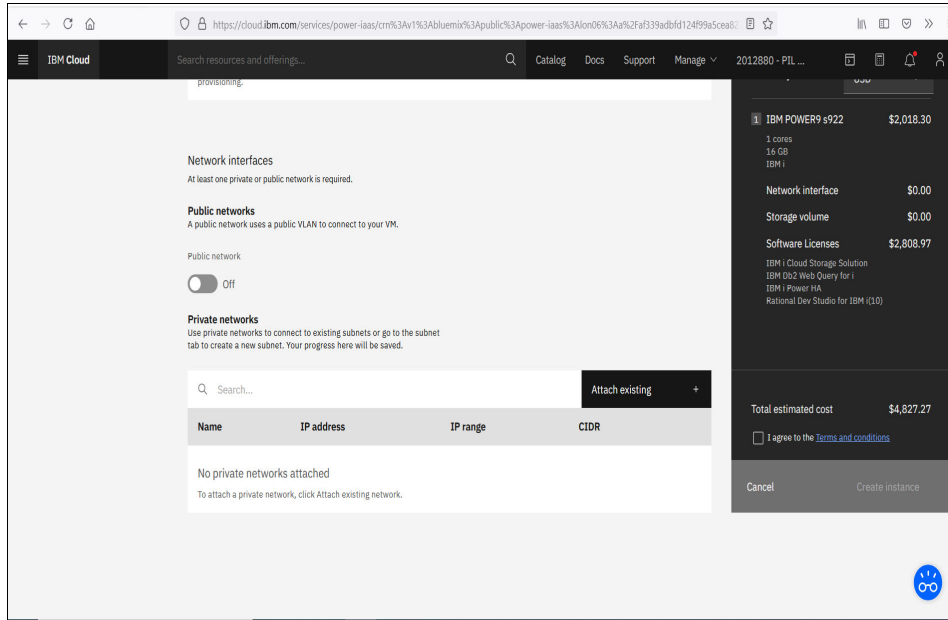 https://cloud.ibm.com/services/power-iaas/crn%3Av1%3Abluemix%3Apublic%3Apower-iaas%3Alon06%3Aa%2Faf339adbfd124f99a5cea82
IBM Cloud
Search resources and offerings...
Catalog
Docs
Support
Manage
2012880 - PIL ...
provisioning.
Network interfaces
At least one private or public network is required.
Public networks
A public network uses a public VLAN to connect to your VM.
Public network
Off
Private networks
Use private networks to connect to existing subnets or go to the subnet
tab to create a new subnet. Your progress here will be saved.
Search...
Attach existing +
Name IP address IP range CIDR
No private networks attached
To attach a private network, click Attach existing network.
USD
1 IBM POWER9 s922 $2,018.30
1 cores
16 GB
IBM i
Network interface $0.00
Storage volume $0.00
Software Licenses $2,808.97
IBM i Cloud Storage Solution
IBM Db2 Web Query for i
IBM i Power HA
Rational Dev Studio for IBM i(10)
Total estimated cost $4,827.27
I agree to the Terms and conditions
Cancel Create instance